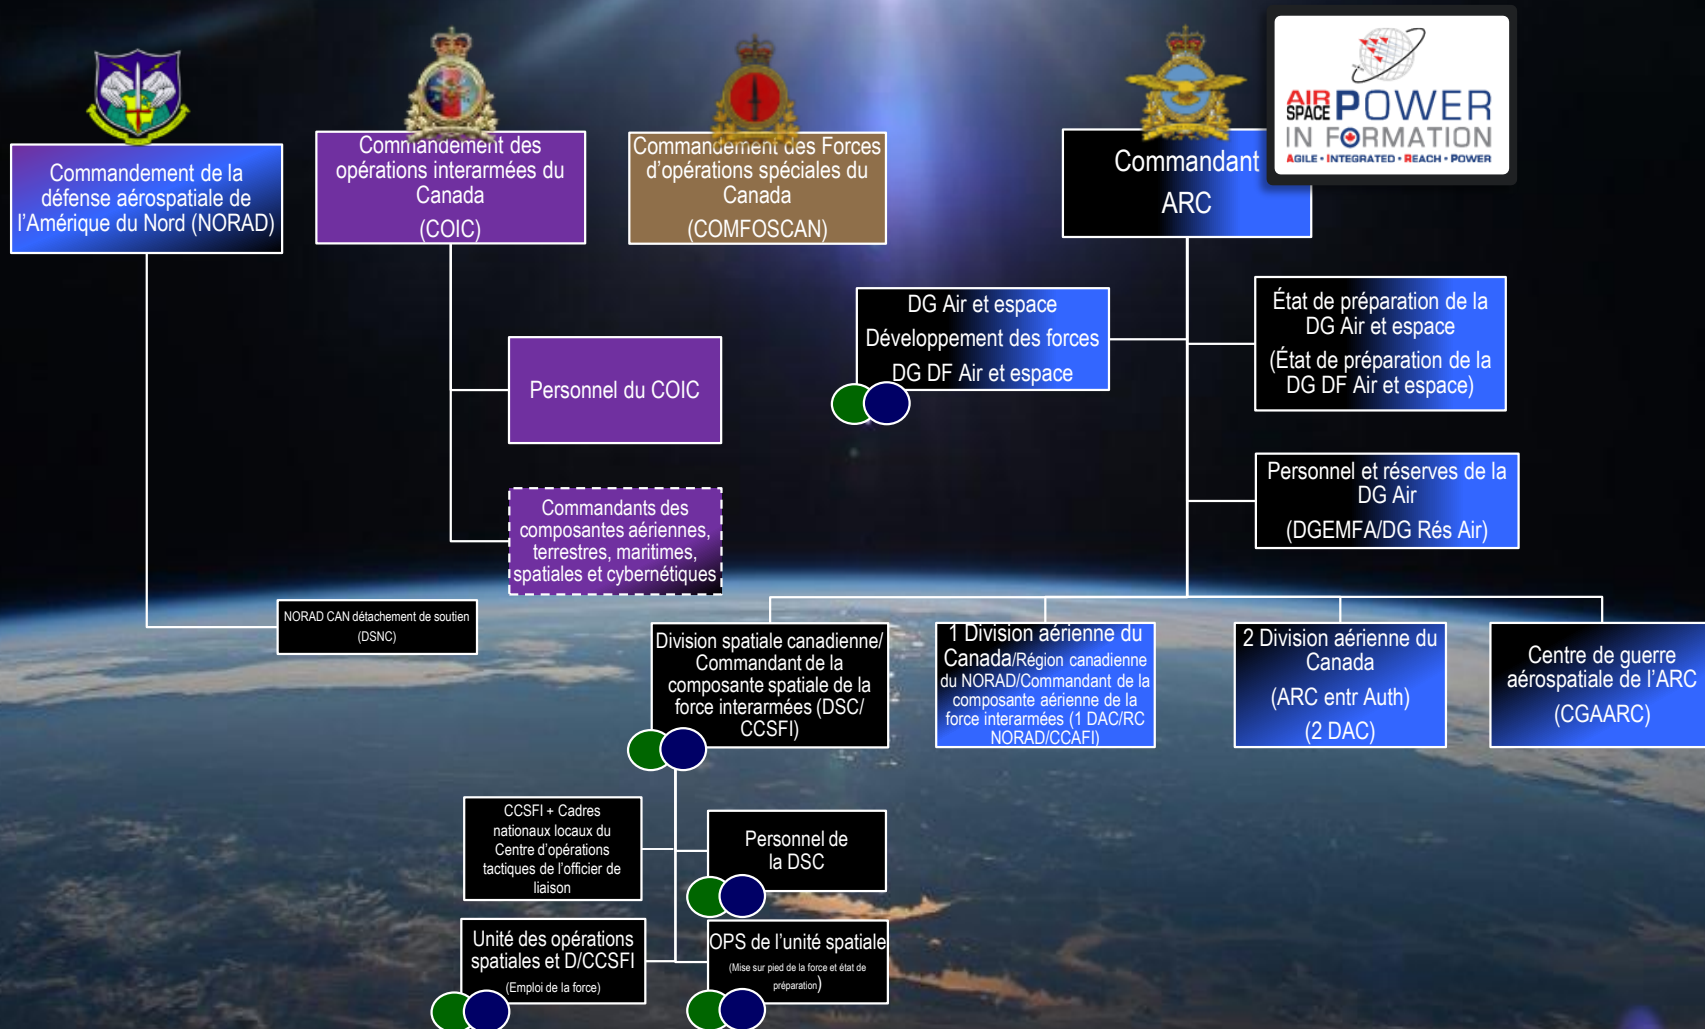 Commandement de la
défense aérospatiale de
l'Amérique du Nord (NORAD)
Commandement des
opérations interarmées du
Canada
(COIC)
Commandement des Forces
d'opérations spéciales du
Canada
(COMFOSCAN)
Commandant
ARC
AIR
SPACE POWER
IN FORMATION
AGILE • INTEGRATED • REACH • POWER
DG Air et espace
Développement des forces
DG DF Air et espace
État de préparation de la
DG Air et espace
(État de préparation de la
DG DF Air et espace)
Personnel du COIC
Personnel et réserves de la
DG Air
(DGEMFA/DG Rés Air)
Commandants des
composantes aériennes,
terrestres, maritimes,
spatiales et cybernétiques
NORAD CAN détachement de soutien
(DSNC)
Division spatiale canadienne/
Commandant de la
composante spatiale de la
force interarmées (DSC/
CCSFI)
1 Division aérienne du
Canada/Région canadienne
du NORAD/Commandant de la
composante aérienne de la
force interarmées (1 DAC/RC
NORAD/CCAFI)
2 Division aérienne du
Canada
(ARC entr Auth)
(2 DAC)
Centre de guerre
aérospatiale de l'ARC
(CGAARC)
CCSFI + Cadres
nationaux locaux du
Centre d'opérations
tactiques de l'officier de
liaison
Personnel de
la DSC
Unité des opérations
spatiales et D/CCSFI
(Emploi de la force)
OPS de l'unité spatiale
(Mise sur pied de la force et état de
préparation)